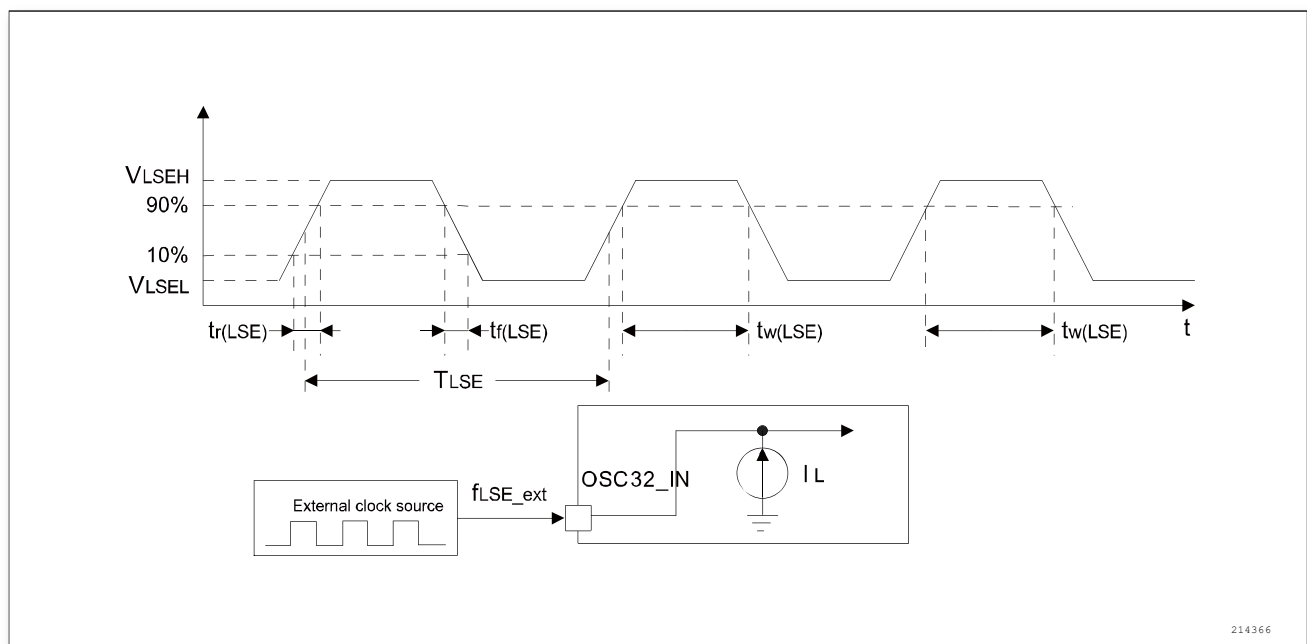 VLSEH
90%
10%
VLSEL
tr(LSE)
tf(LSE)
tw(LSE)
tw(LSE)
t
TLSE
External clock source
fLSE_ext
OSC32_IN
IL
214366